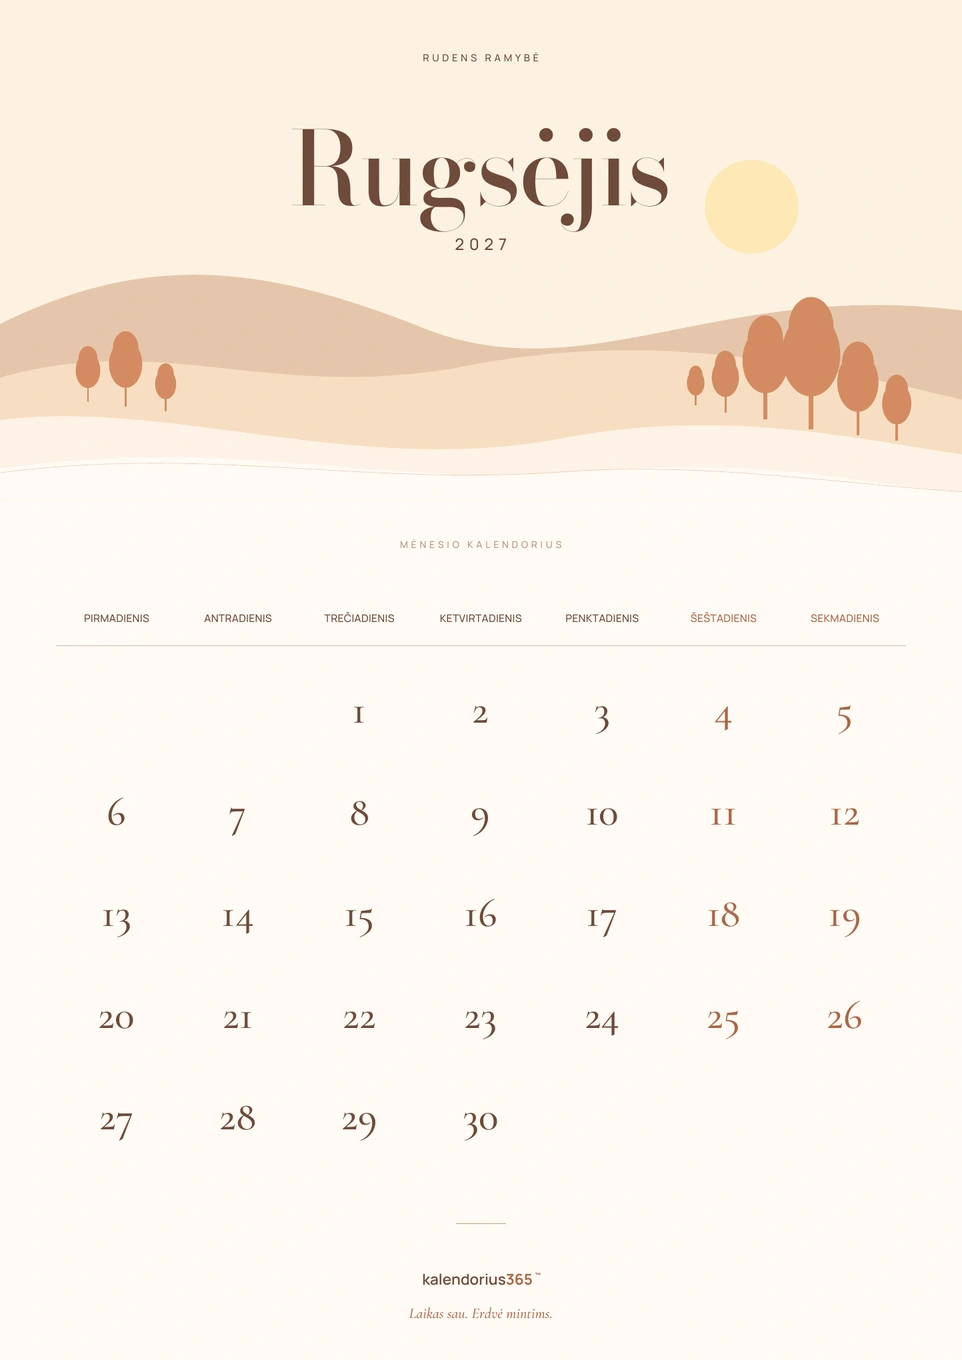 RUDENS RAMYBĖ
Rugsėjis
2027
MĖNESIO KALENDORIUS
PIRMADIENIS ANTRADIENIS TREČIADIENIS KETVIRTADIENIS PENKTADIENIS ŠEŠTADIENIS SEKMADIENIS
1 2 3 4 5
6 7 8 9 10 11 12
13 14 15 16 17 18 19
20 21 22 23 24 25 26
27 28 29 30
kalendorius365™
Laikas sau. Erdvė mintims.